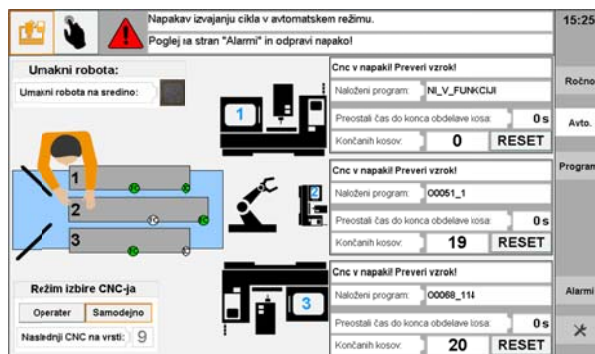 Napakav izvajanju cikla v avtomatskem režimu.
Poglej na stran "Alarmi" in odpravi napako!
15:25
Umakni robota:
Umakni robota na sredino:
1
2
3
Režim izbire CNC-ja
Operater Samodejno
Naslednji CNC na vrsti: 9
1
2
3
Cnc v napaki! Preveri vzrok!
Naloženi program: NI_V_FUNKCIJI
Preostali čas do konca obdelave kosa: 0 s
Končanih kosov: 0 RESET
Cnc v napaki! Preveri vzrok!
Naloženi program: O0051_1
Preostali čas do konca obdelave kosa: 0 s
Končanih kosov: 19 RESET
Cnc v napaki! Preveri vzrok!
Naloženi program:
Preostali čas do konca obdelave kosa: 0 s
Končanih kosov: 20 RESET
Ročno
Avto.
Program
Alarmi